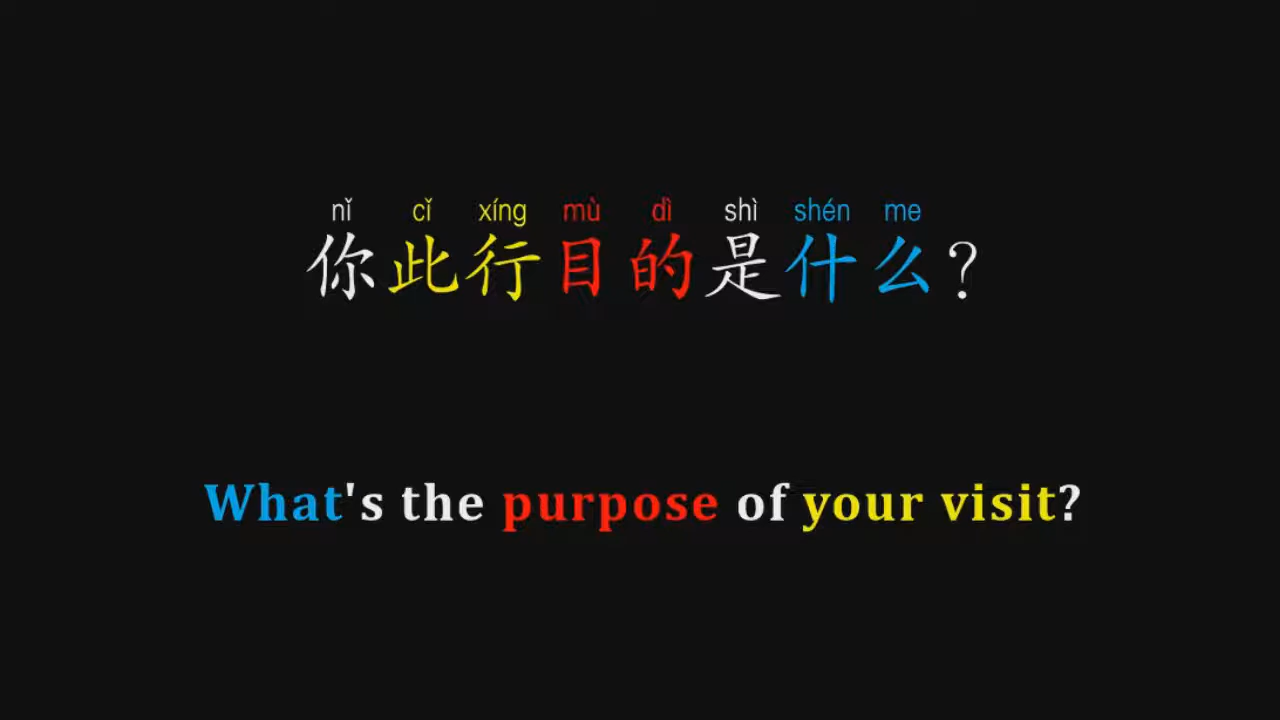 nǐ cǐ xíng mù dì shì shén me
你此行目的是什么？
What's the purpose of your visit?